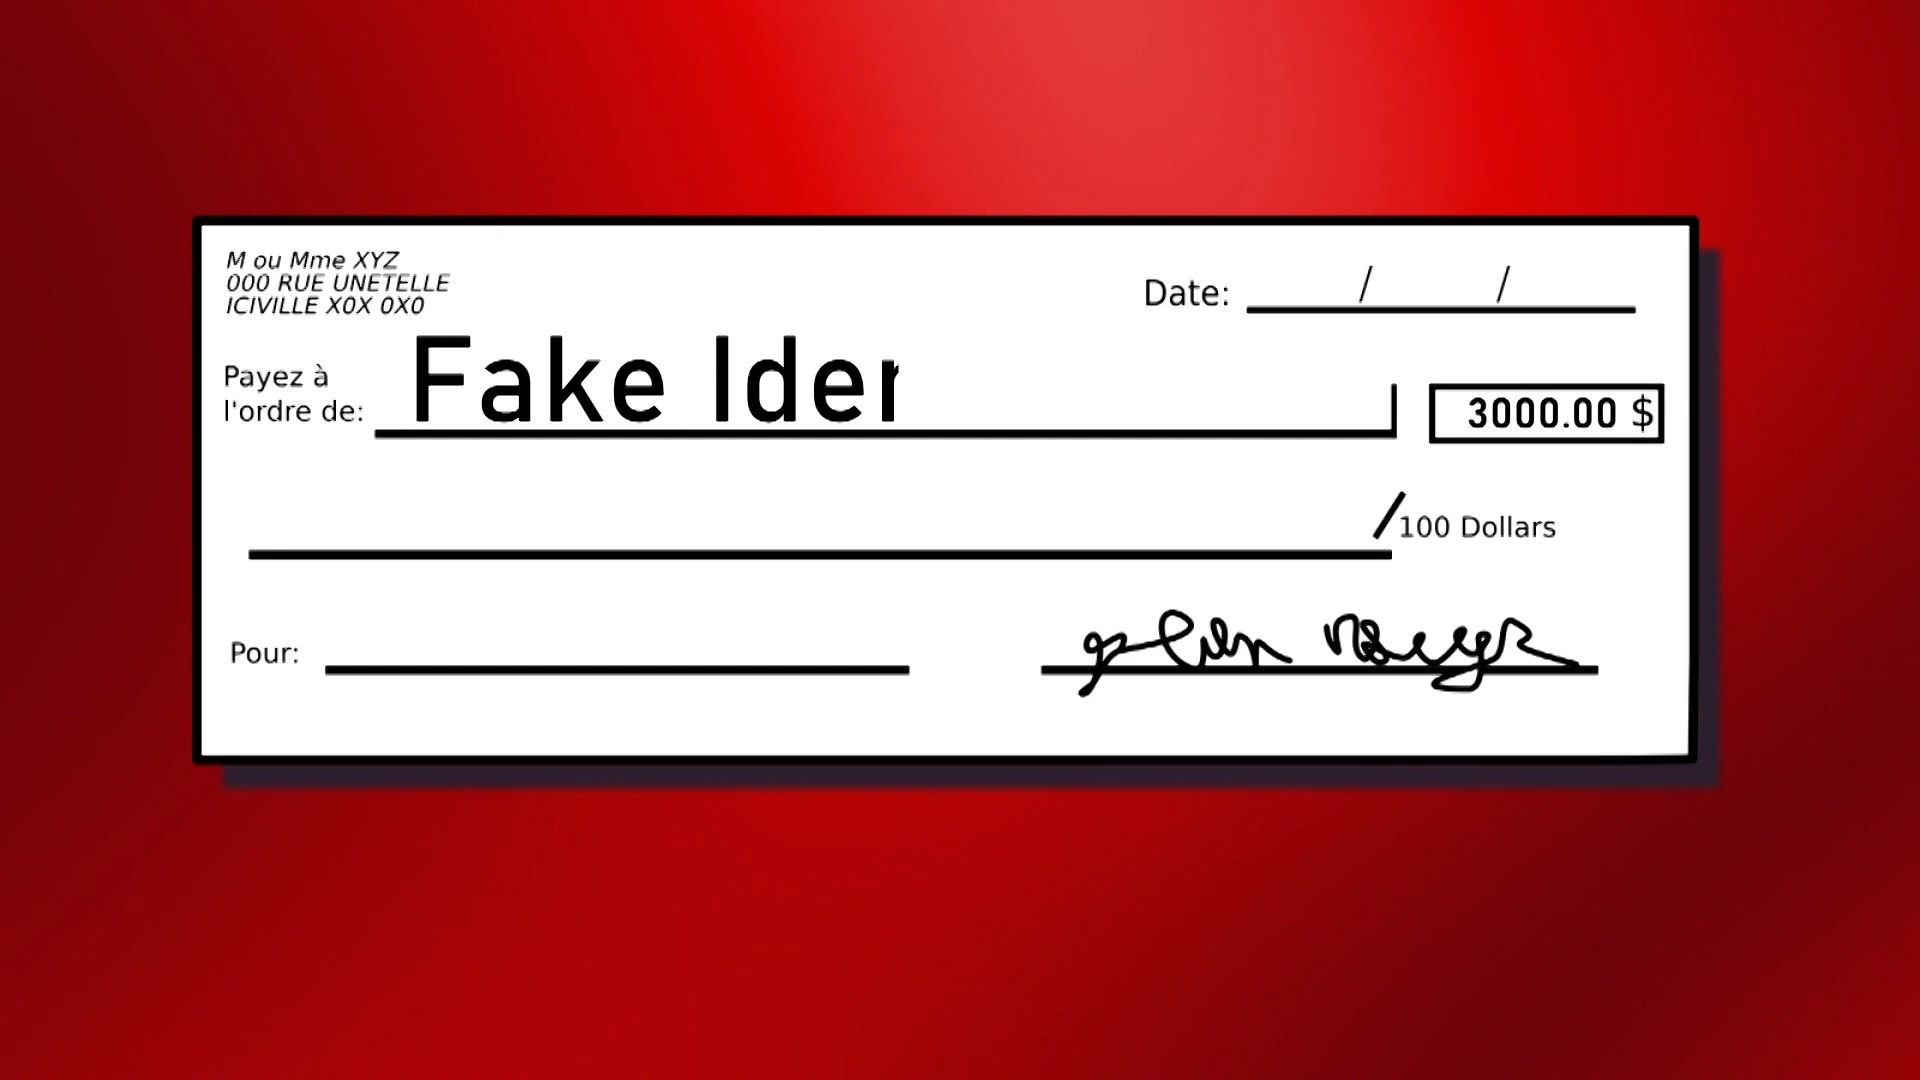 M ou Mme XYZ
000 RUE UNETELLE
ICIVILLE X0X 0X0
Date: / /
Payez à
l'ordre de: Fake
3000.00 $
/100 Dollars
Pour: